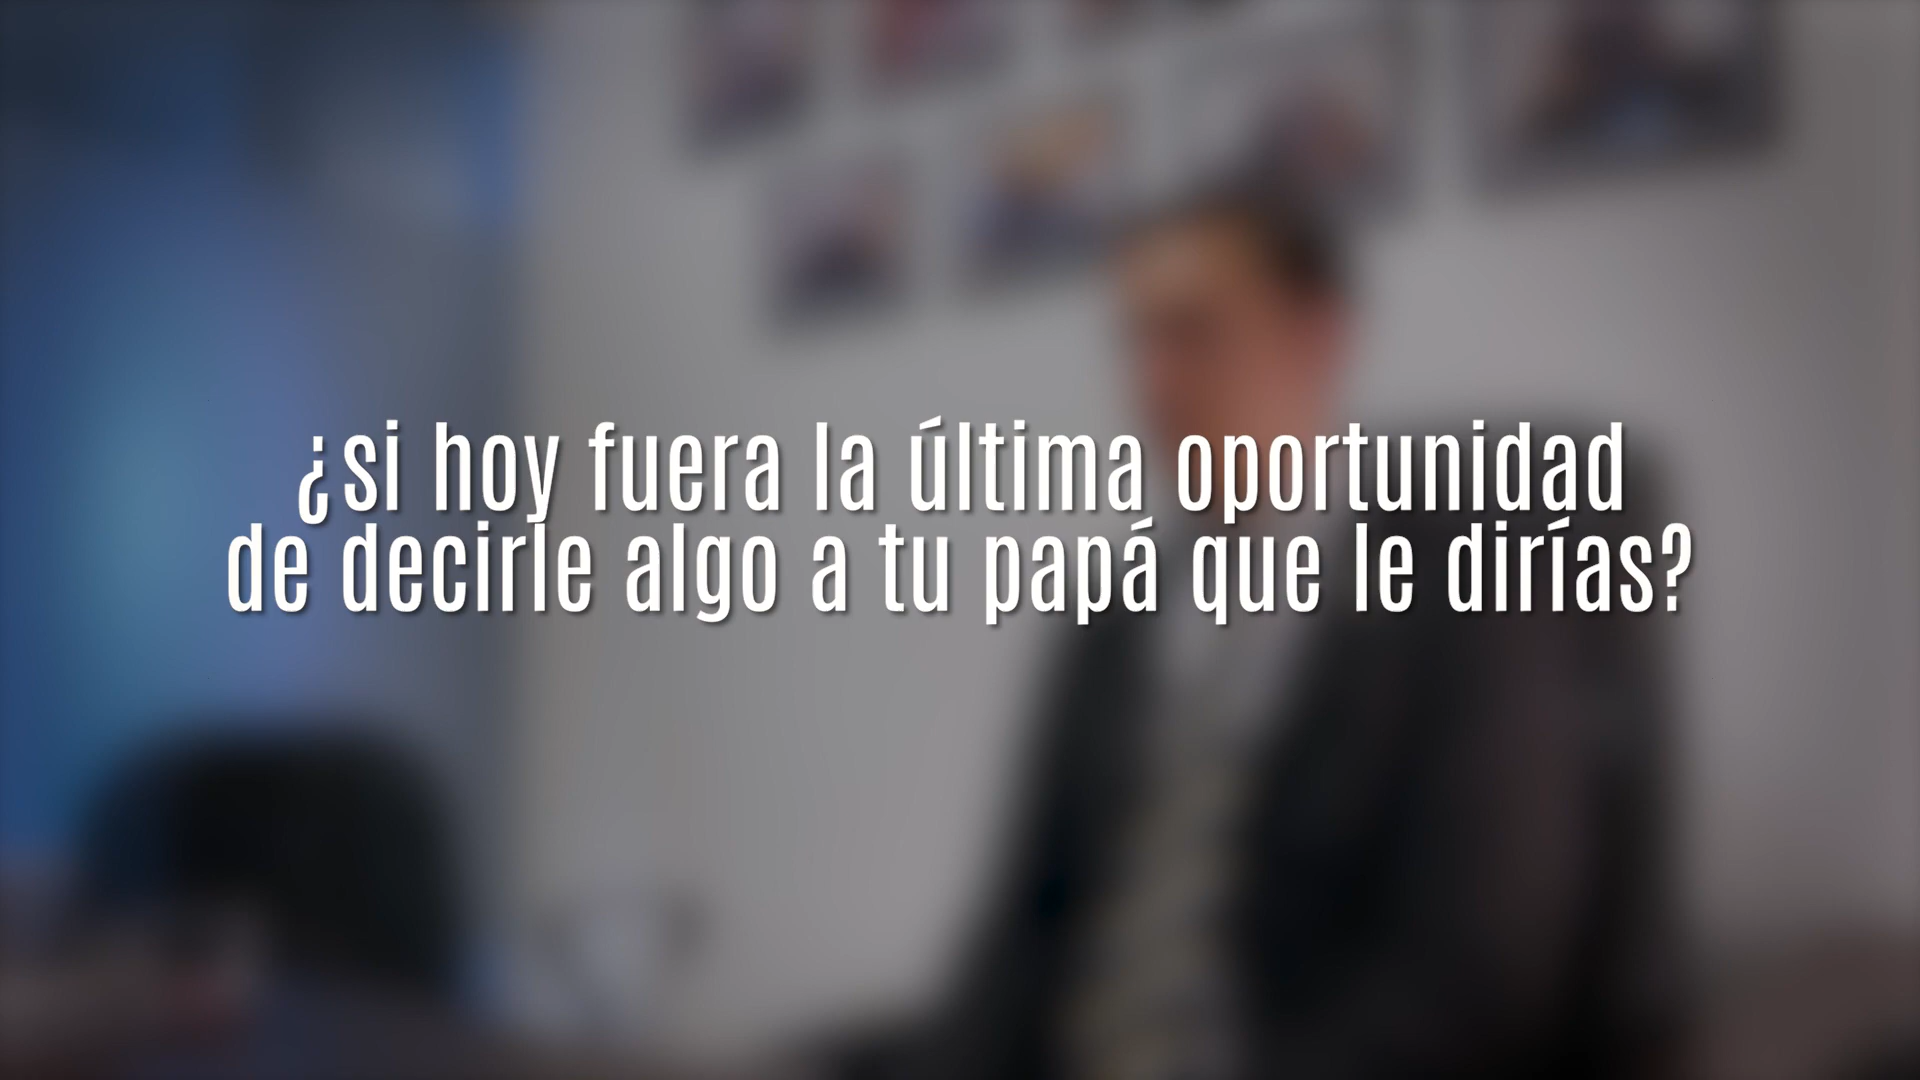 ¿si hoy fuera la última oportunidad
de decirle algo a tu papá que le dirías?